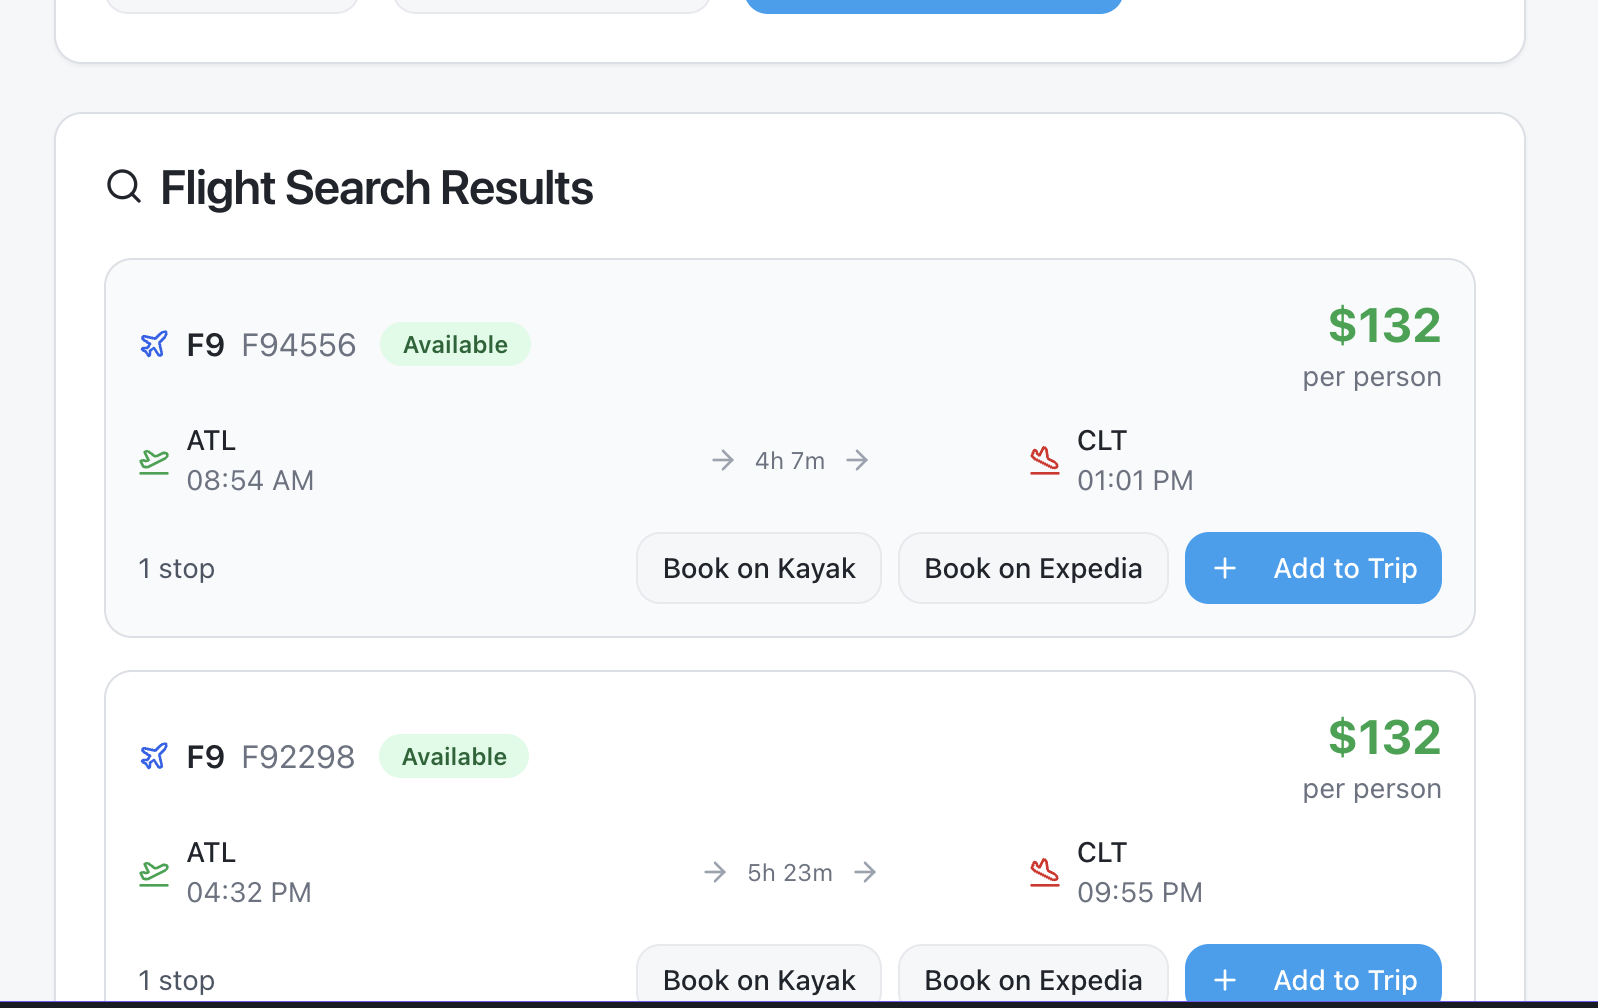 Flight Search Results
F9 F94556 Available
$132
per person
ATL
08:54 AM
4h 7m
CLT
01:01 PM
1 stop
Book on Kayak
Book on Expedia
Add to Trip
F9 F92298 Available
$132
per person
ATL
04:32 PM
5h 23m
CLT
09:55 PM
1 stop
Book on Kayak
Book on Expedia
Add to Trip